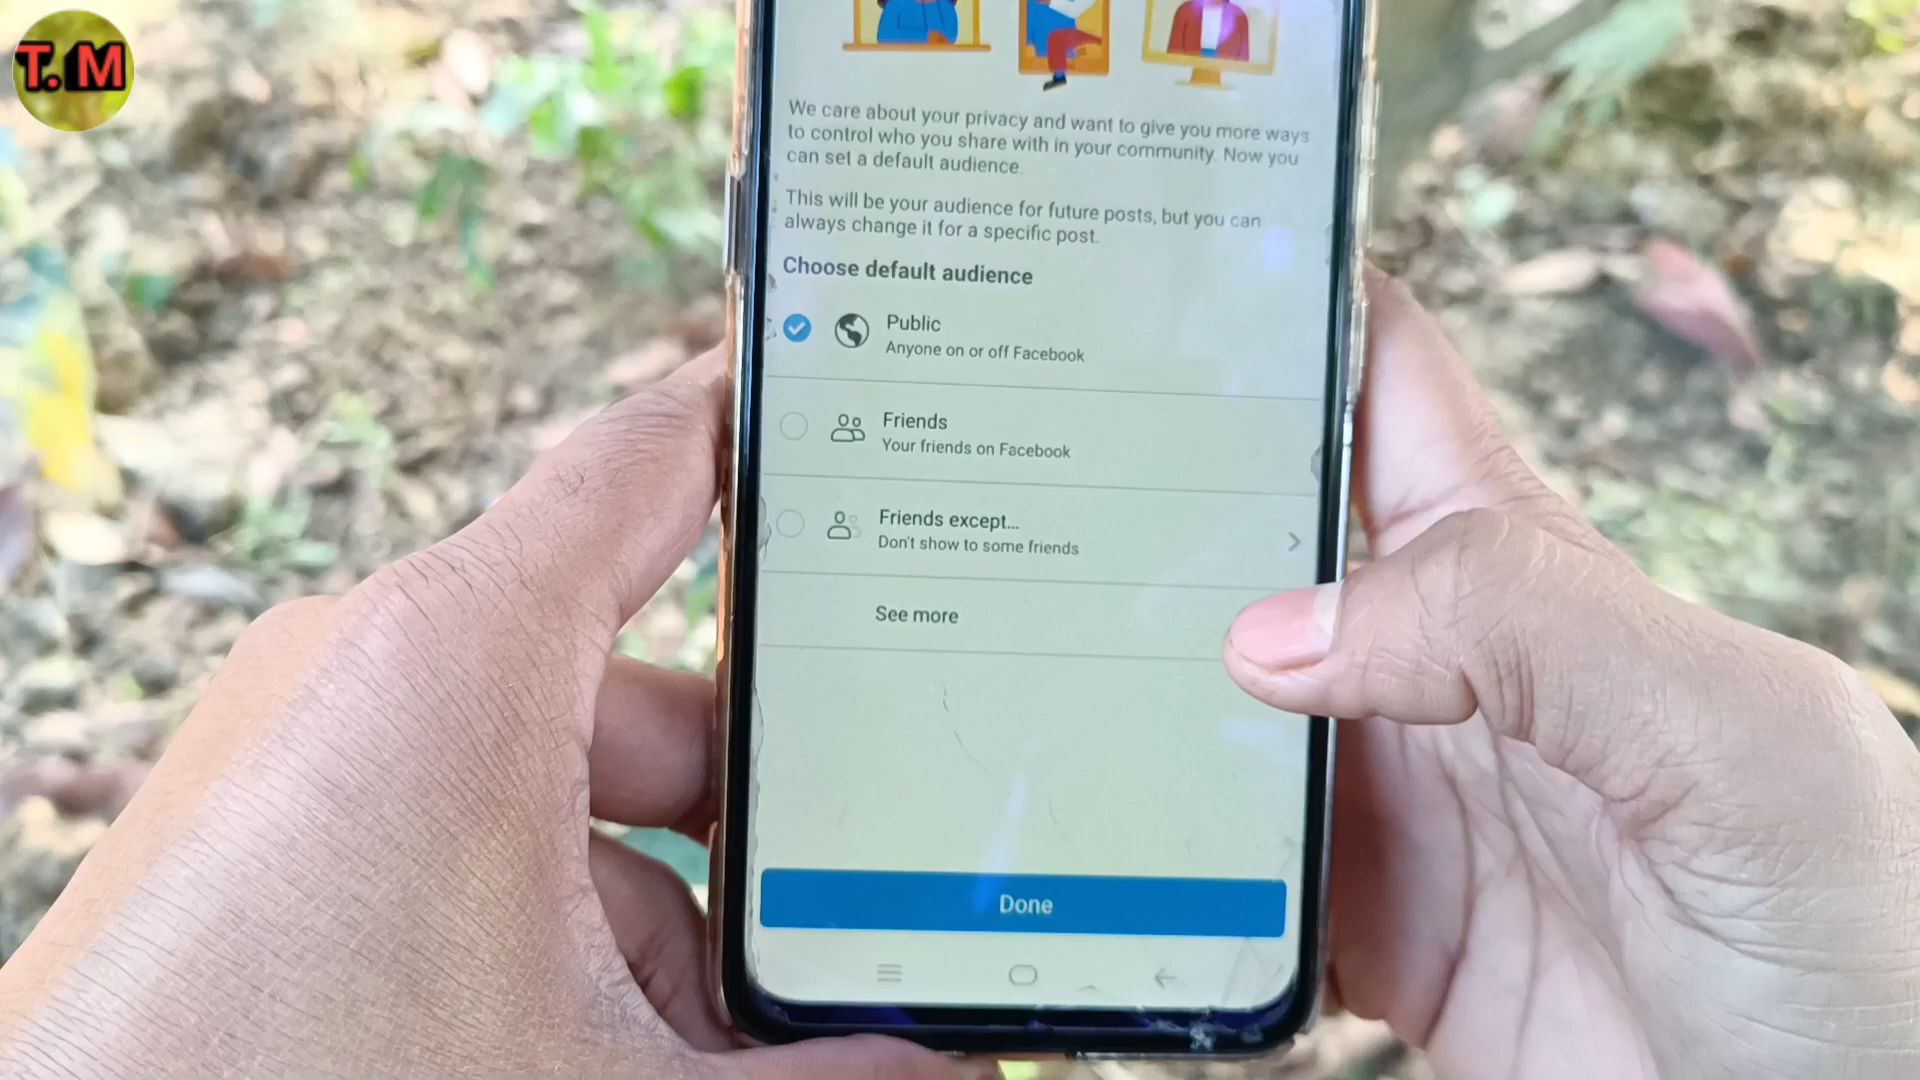 T. M
We care about your privacy and want to give you more ways
to control who you share with in your community. Now you
can set a default audience.
This will be your audience for future posts, but you can
always change it for a specific post.
Choose default audience
Public
Anyone on or off Facebook
Friends
Your friends on Facebook
Friends except...
Don't show to some friends
See more
Done